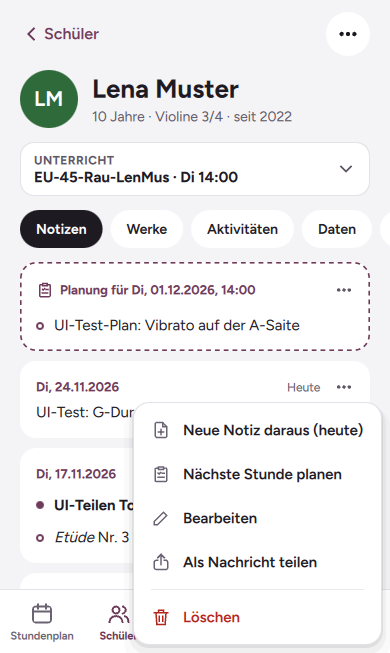 Schüler
LM
Lena Muster
10 Jahre · Violine 3/4 · seit 2022
UNTERRICHT
EU-45-Rau-LenMus · Di 14:00
Notizen Werke Aktivitäten Daten
Planung für Di, 01.12.2026, 14:00
UI-Test-Plan: Vibrato auf der A-Saite
Di, 24.11.2026 Heute
UI-Test: G-Dur
Neue Notiz daraus (heute)
Di, 17.11.2026
Nächste Stunde planen
UI-Teilen To
Bearbeiten
Etüde Nr. 3
Als Nachricht teilen
Löschen
Stundenplan Schüler